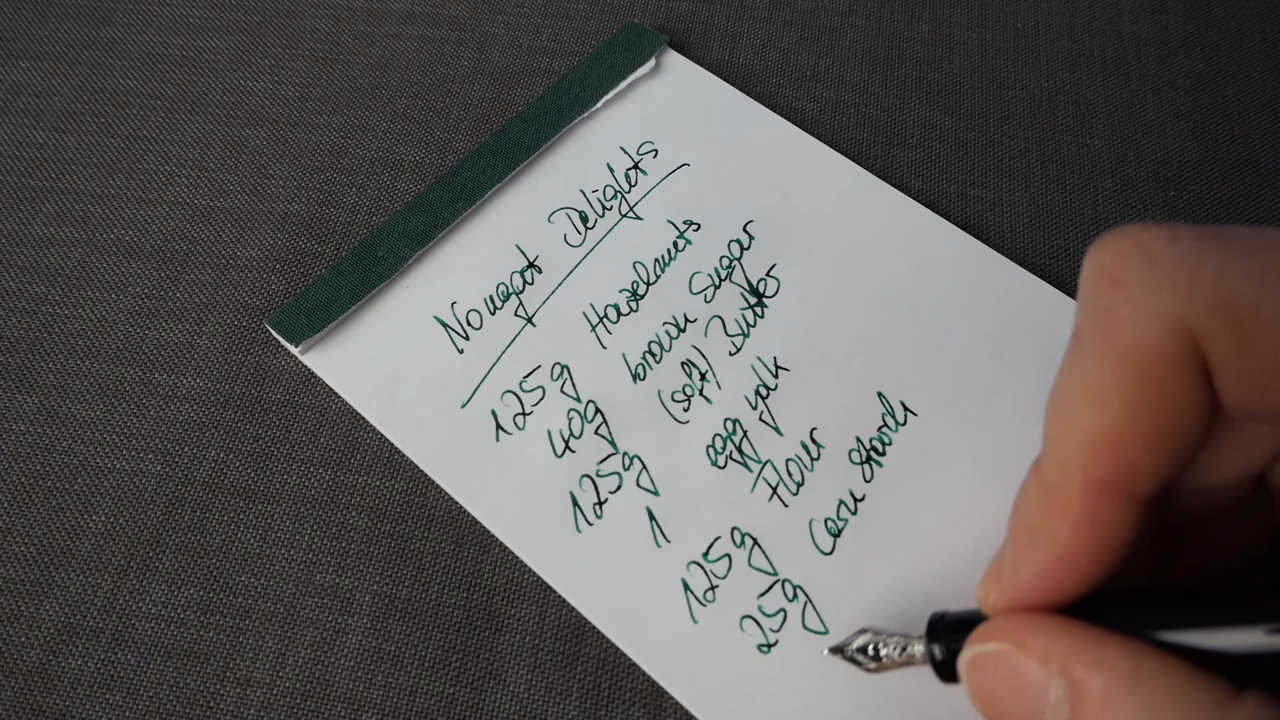 Nougat Delights
125g Hazelnuts
40g brown Sugar
125g (soft) Butter
1 egg yolk
125g Flour
25g Corn Starch